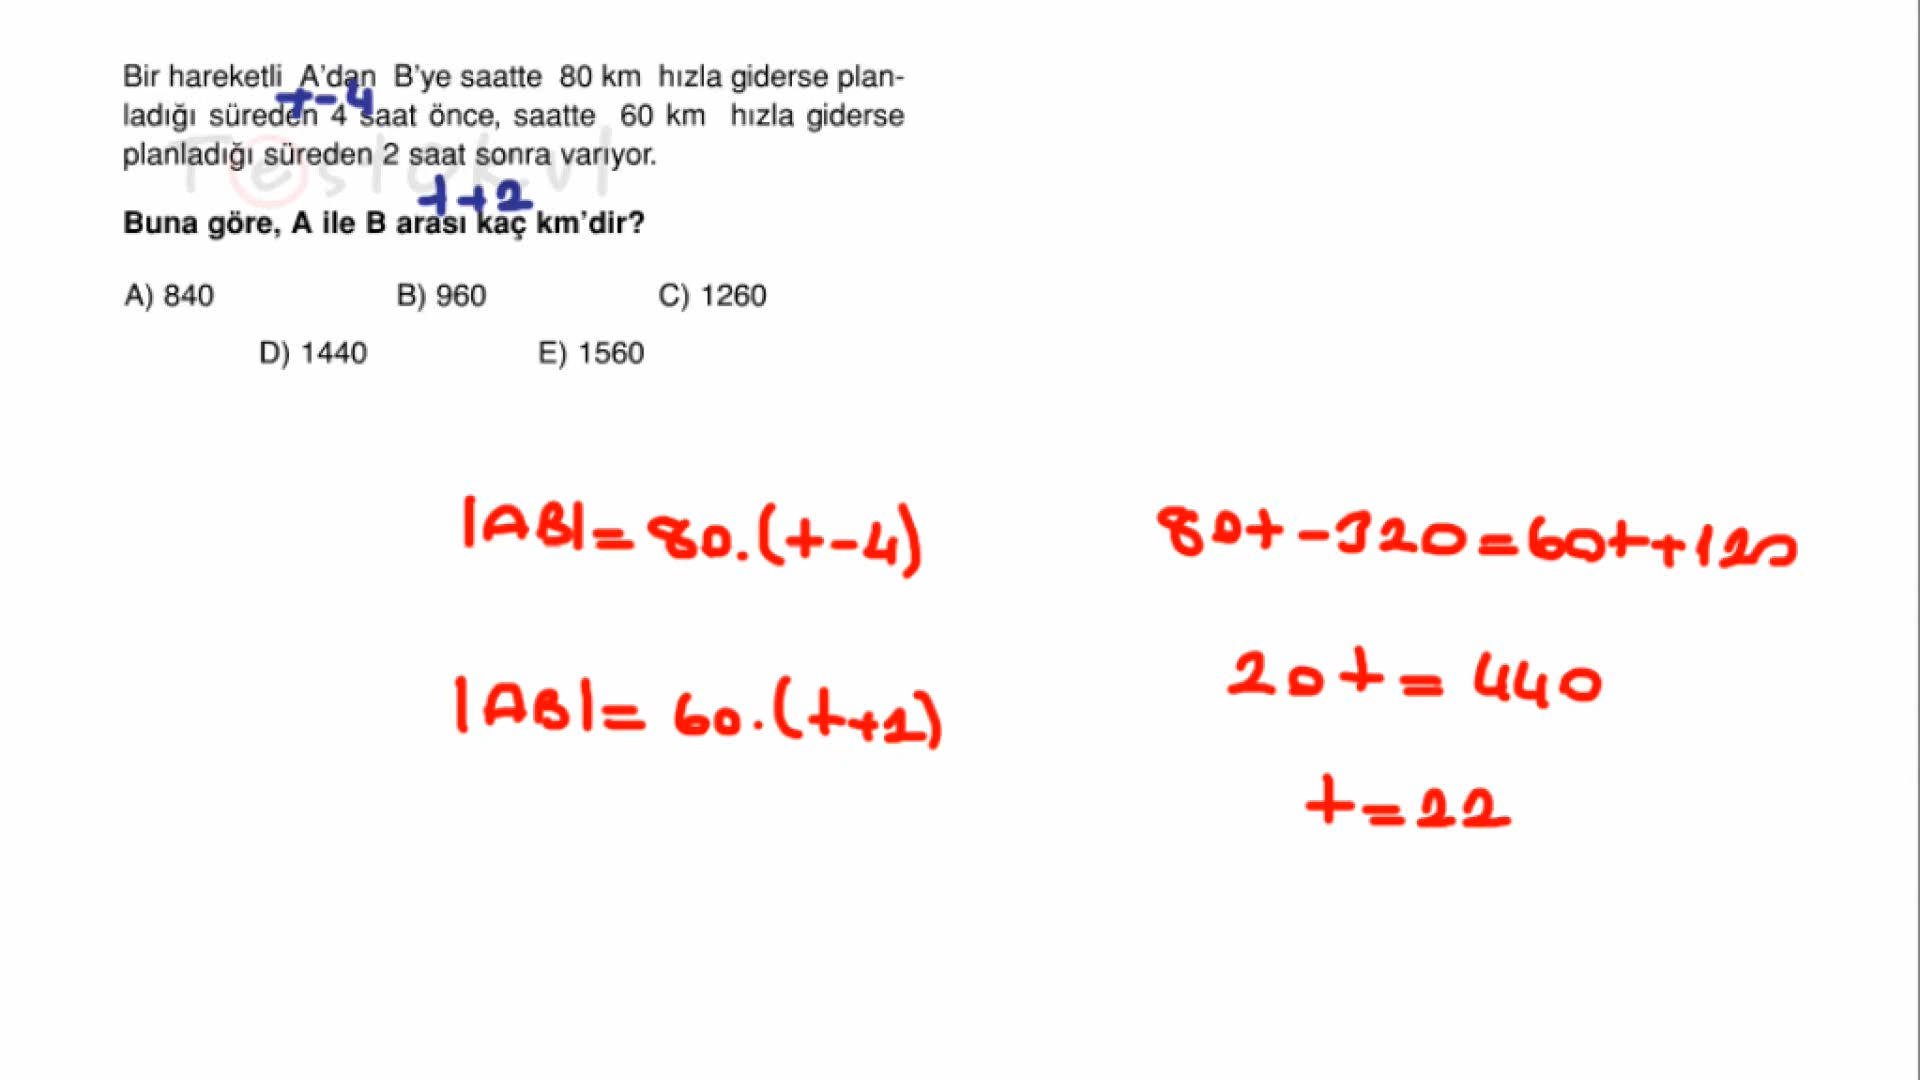 Bir hareketli A'dan B'ye saatte 80 km hızla giderse plan-
t-4
ladığı süreden 4 saat önce, saatte 60 km hızla giderse
planladığı süreden 2 saat sonra varıyor.
Testokul
t+2
Buna göre, A ile B arası kaç km'dir?
A) 840 B) 960 C) 1260
D) 1440 E) 1560
|AB|=80.(t-4)
80t-320=60t+120
|AB|=60.(t+2)
20t=440
t=22